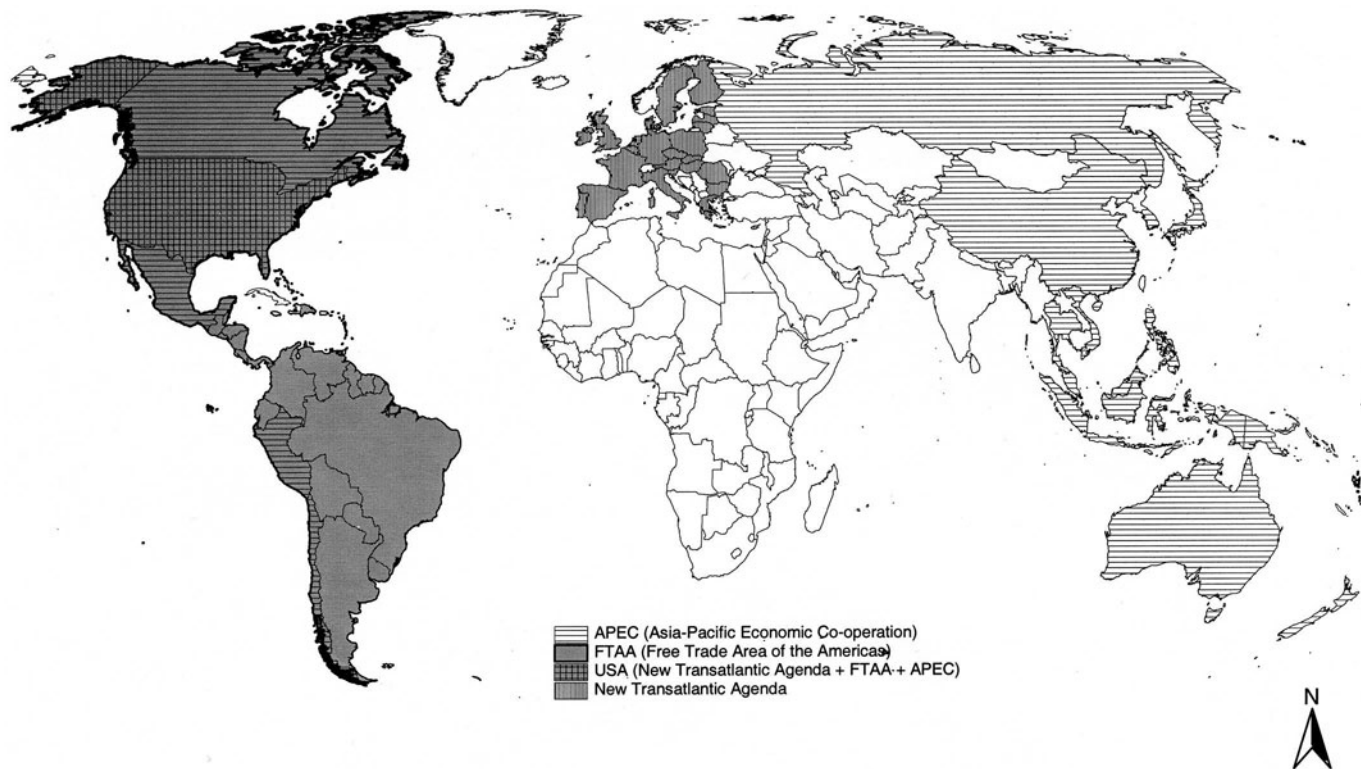 APEC (Asia-Pacific Economic Co-operation)
FTAA (Free Trade Area of the Americas)
USA (New Transatlantic Agenda + FTAA + APEC)
New Transatlantic Agenda
N